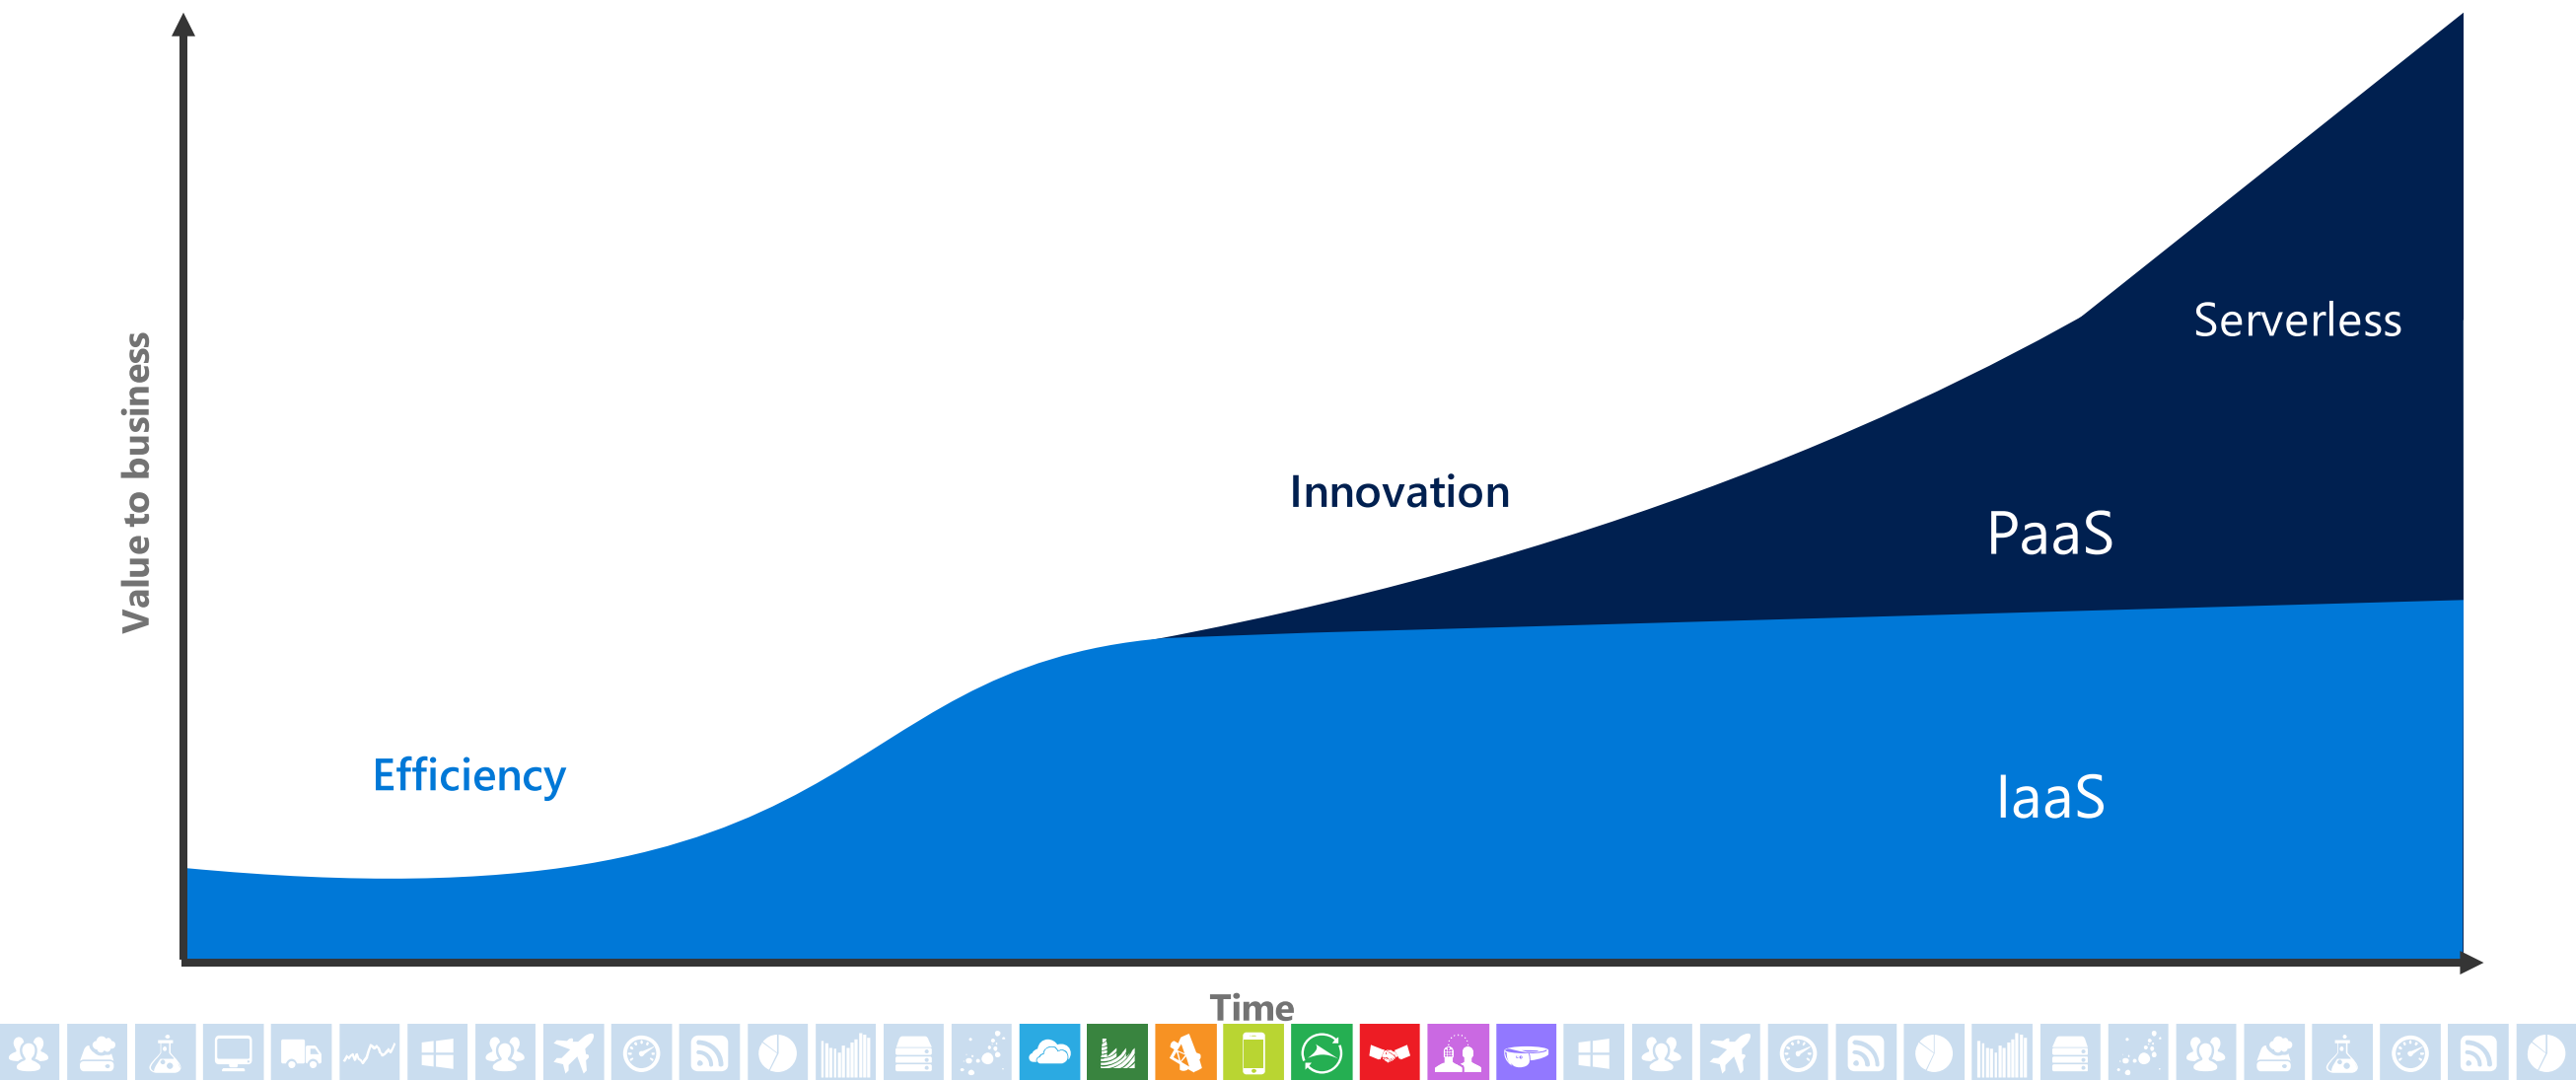 Value to business
Serverless
Innovation
PaaS
Efficiency
IaaS
Time